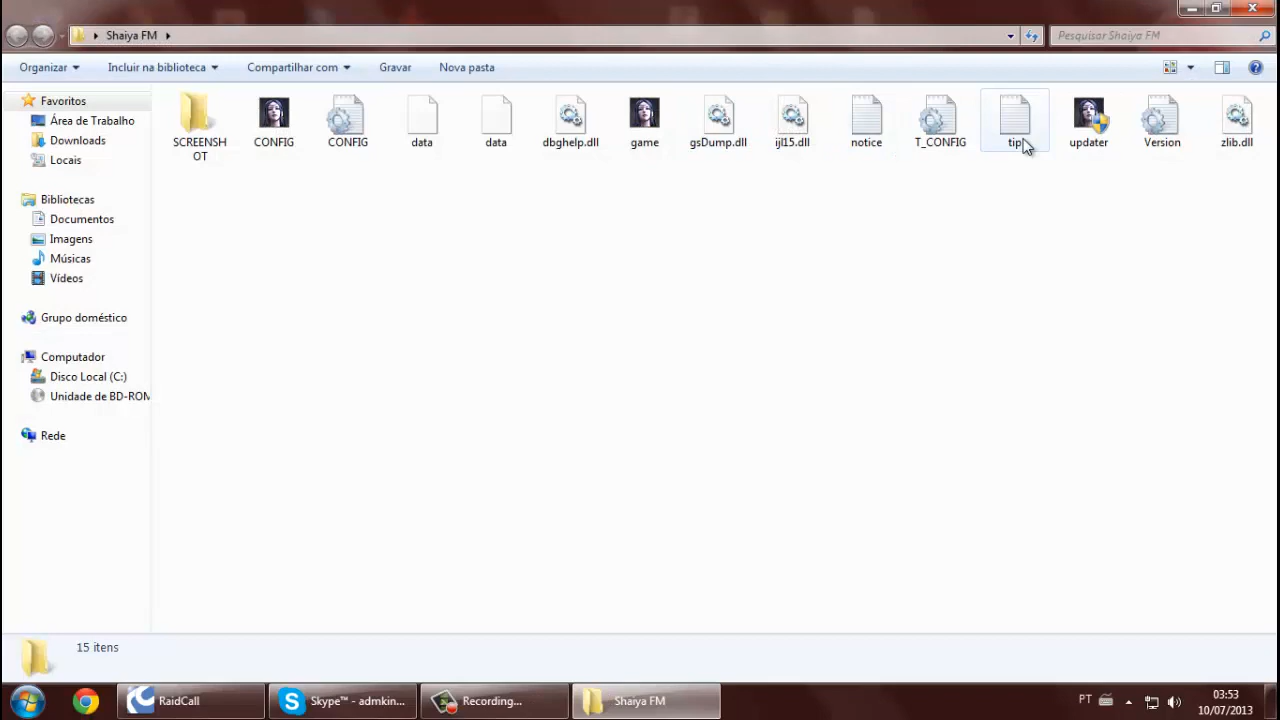 Shaiya FM
Pesquisar Shaiya FM
Organizar
Incluir na biblioteca
Compartilhar com
Gravar
Nova pasta
Favoritos
Área de Trabalho
Downloads
Locais
Bibliotecas
Documentos
Imagens
Músicas
Vídeos
Grupo doméstico
Computador
Disco Local (C:)
Unidade de BD-ROM
Rede
SCREENSH
OT
CONFIG
CONFIG
data
data
dbghelp.dll
game
gsDump.dll
ijl15.dll
notice
T_CONFIG
tip
updater
Version
zlib.dll
15 itens
RaidCall
Skype™ - admkin...
Recording...
Shaiya FM
PT
03:53
10/07/2013